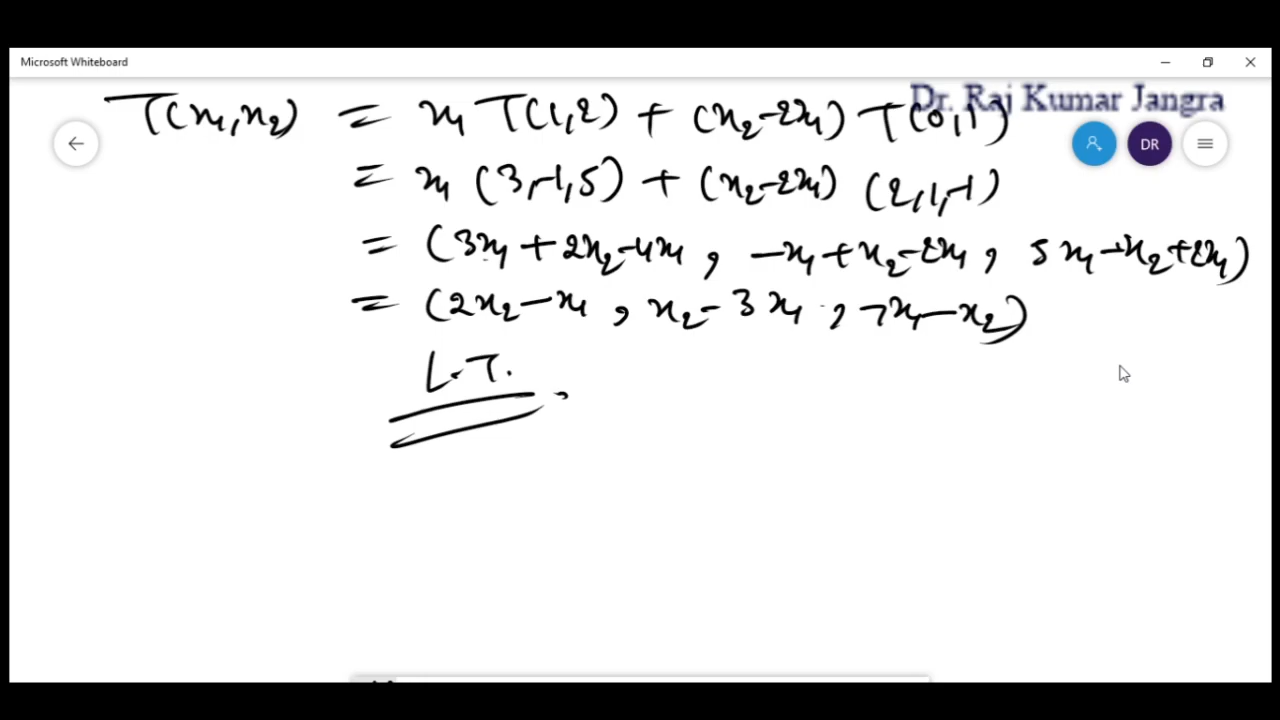 Microsoft Whiteboard
Dr. Raj Kumar Jangra
T(x₁,x₂) = x₁ T(1,2) + (x₂-2x₁) T(0,1)
DR
= x₁ (3,-1,5) + (x₂-2x₁) (2,1,-1)
= (3x₁ + 2x₂-4x₁ , -x₁+x₂-2x₁ , 5x₁-x₂+2x₁)
= (2x₂-x₁ , x₂-3x₁ , 7x₁-x₂)
L.T.